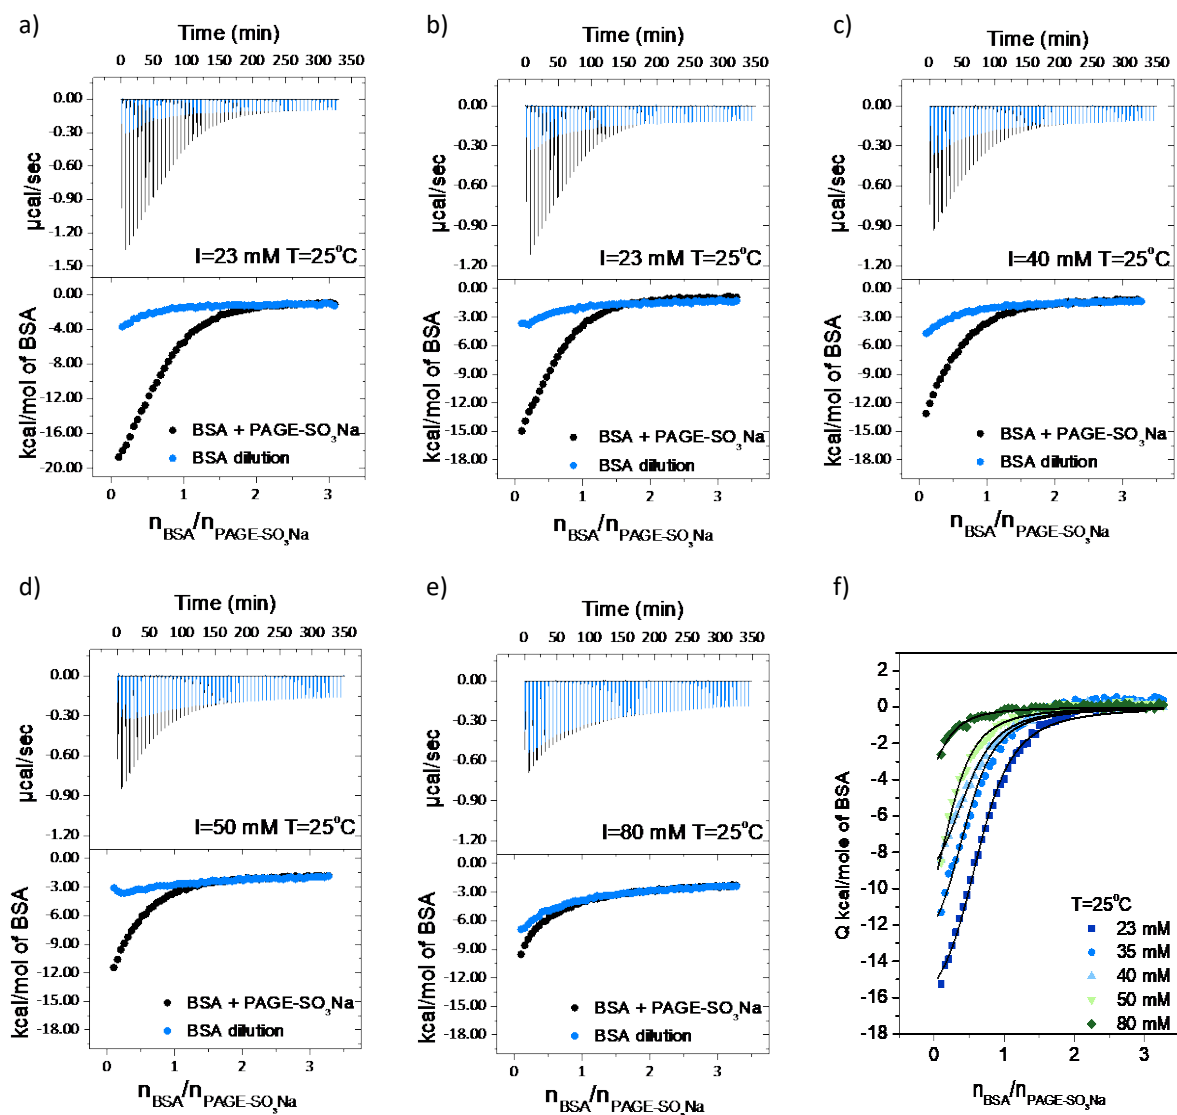 a)
Time (min)
0 50 100 150 200 250 300 350
0.00
-0.30
-0.60
-0.90
-1.20
-1.50
µcal/sec
I=23 mM T=25°C
0.00
-4.00
-8.00
-12.00
-16.00
-20.00
kcal/mol of BSA
BSA + PAGE-SO₃Na
BSA dilution
0 1 2 3
n_BSA/n_PAGE-SO₃Na
b)
Time (min)
0 50 100 150 200 250 300 350
0.00
-0.30
-0.60
-0.90
-1.20
µcal/sec
I=23 mM T=25°C
0.00
-3.00
-6.00
-9.00
-12.00
-15.00
-18.00
kcal/mol of BSA
BSA + PAGE-SO₃Na
BSA dilution
0 1 2 3
n_BSA/n_PAGE-SO₃Na
c)
Time (min)
0 50 100 150 200 250 300 350
0.00
-0.30
-0.60
-0.90
-1.20
µcal/sec
I=40 mM T=25°C
0.00
-3.00
-6.00
-9.00
-12.00
-15.00
-18.00
kcal/mol of BSA
BSA + PAGE-SO₃Na
BSA dilution
0 1 2 3
n_BSA/n_PAGE-SO₃Na
d)
Time (min)
0 50 100 150 200 250 300 350
0.00
-0.30
-0.60
-0.90
-1.20
µcal/sec
I=50 mM T=25°C
0.00
-3.00
-6.00
-9.00
-12.00
-15.00
-18.00
kcal/mol of BSA
BSA + PAGE-SO₃Na
BSA dilution
0 1 2 3
n_BSA/n_PAGE-SO₃Na
e)
Time (min)
0 50 100 150 200 250 300 350
0.00
-0.30
-0.60
-0.90
-1.20
µcal/sec
I=80 mM T=25°C
0.00
-3.00
-6.00
-9.00
-12.00
-15.00
-18.00
kcal/mol of BSA
BSA + PAGE-SO₃Na
BSA dilution
0 1 2 3
n_BSA/n_PAGE-SO₃Na
f)
2
0
-2
-4
-6
-8
-10
-12
-14
-16
-18
Q kcal/mole of BSA
T=25°C
23 mM
35 mM
40 mM
50 mM
80 mM
0 1 2 3
n_BSA/n_PAGE-SO₃Na